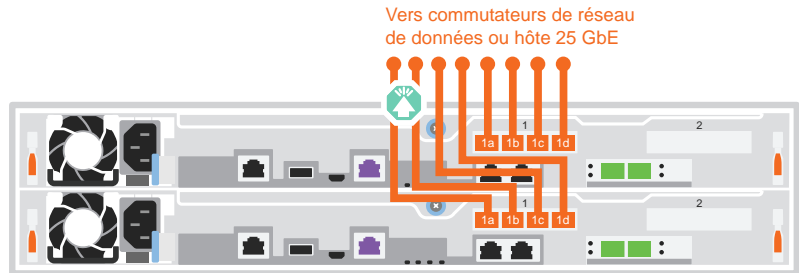 Vers commutateurs de réseau
de données ou hôte 25 GbE
1 2
1a 1b 1c 1d
1 2
1a 1b 1c 1d